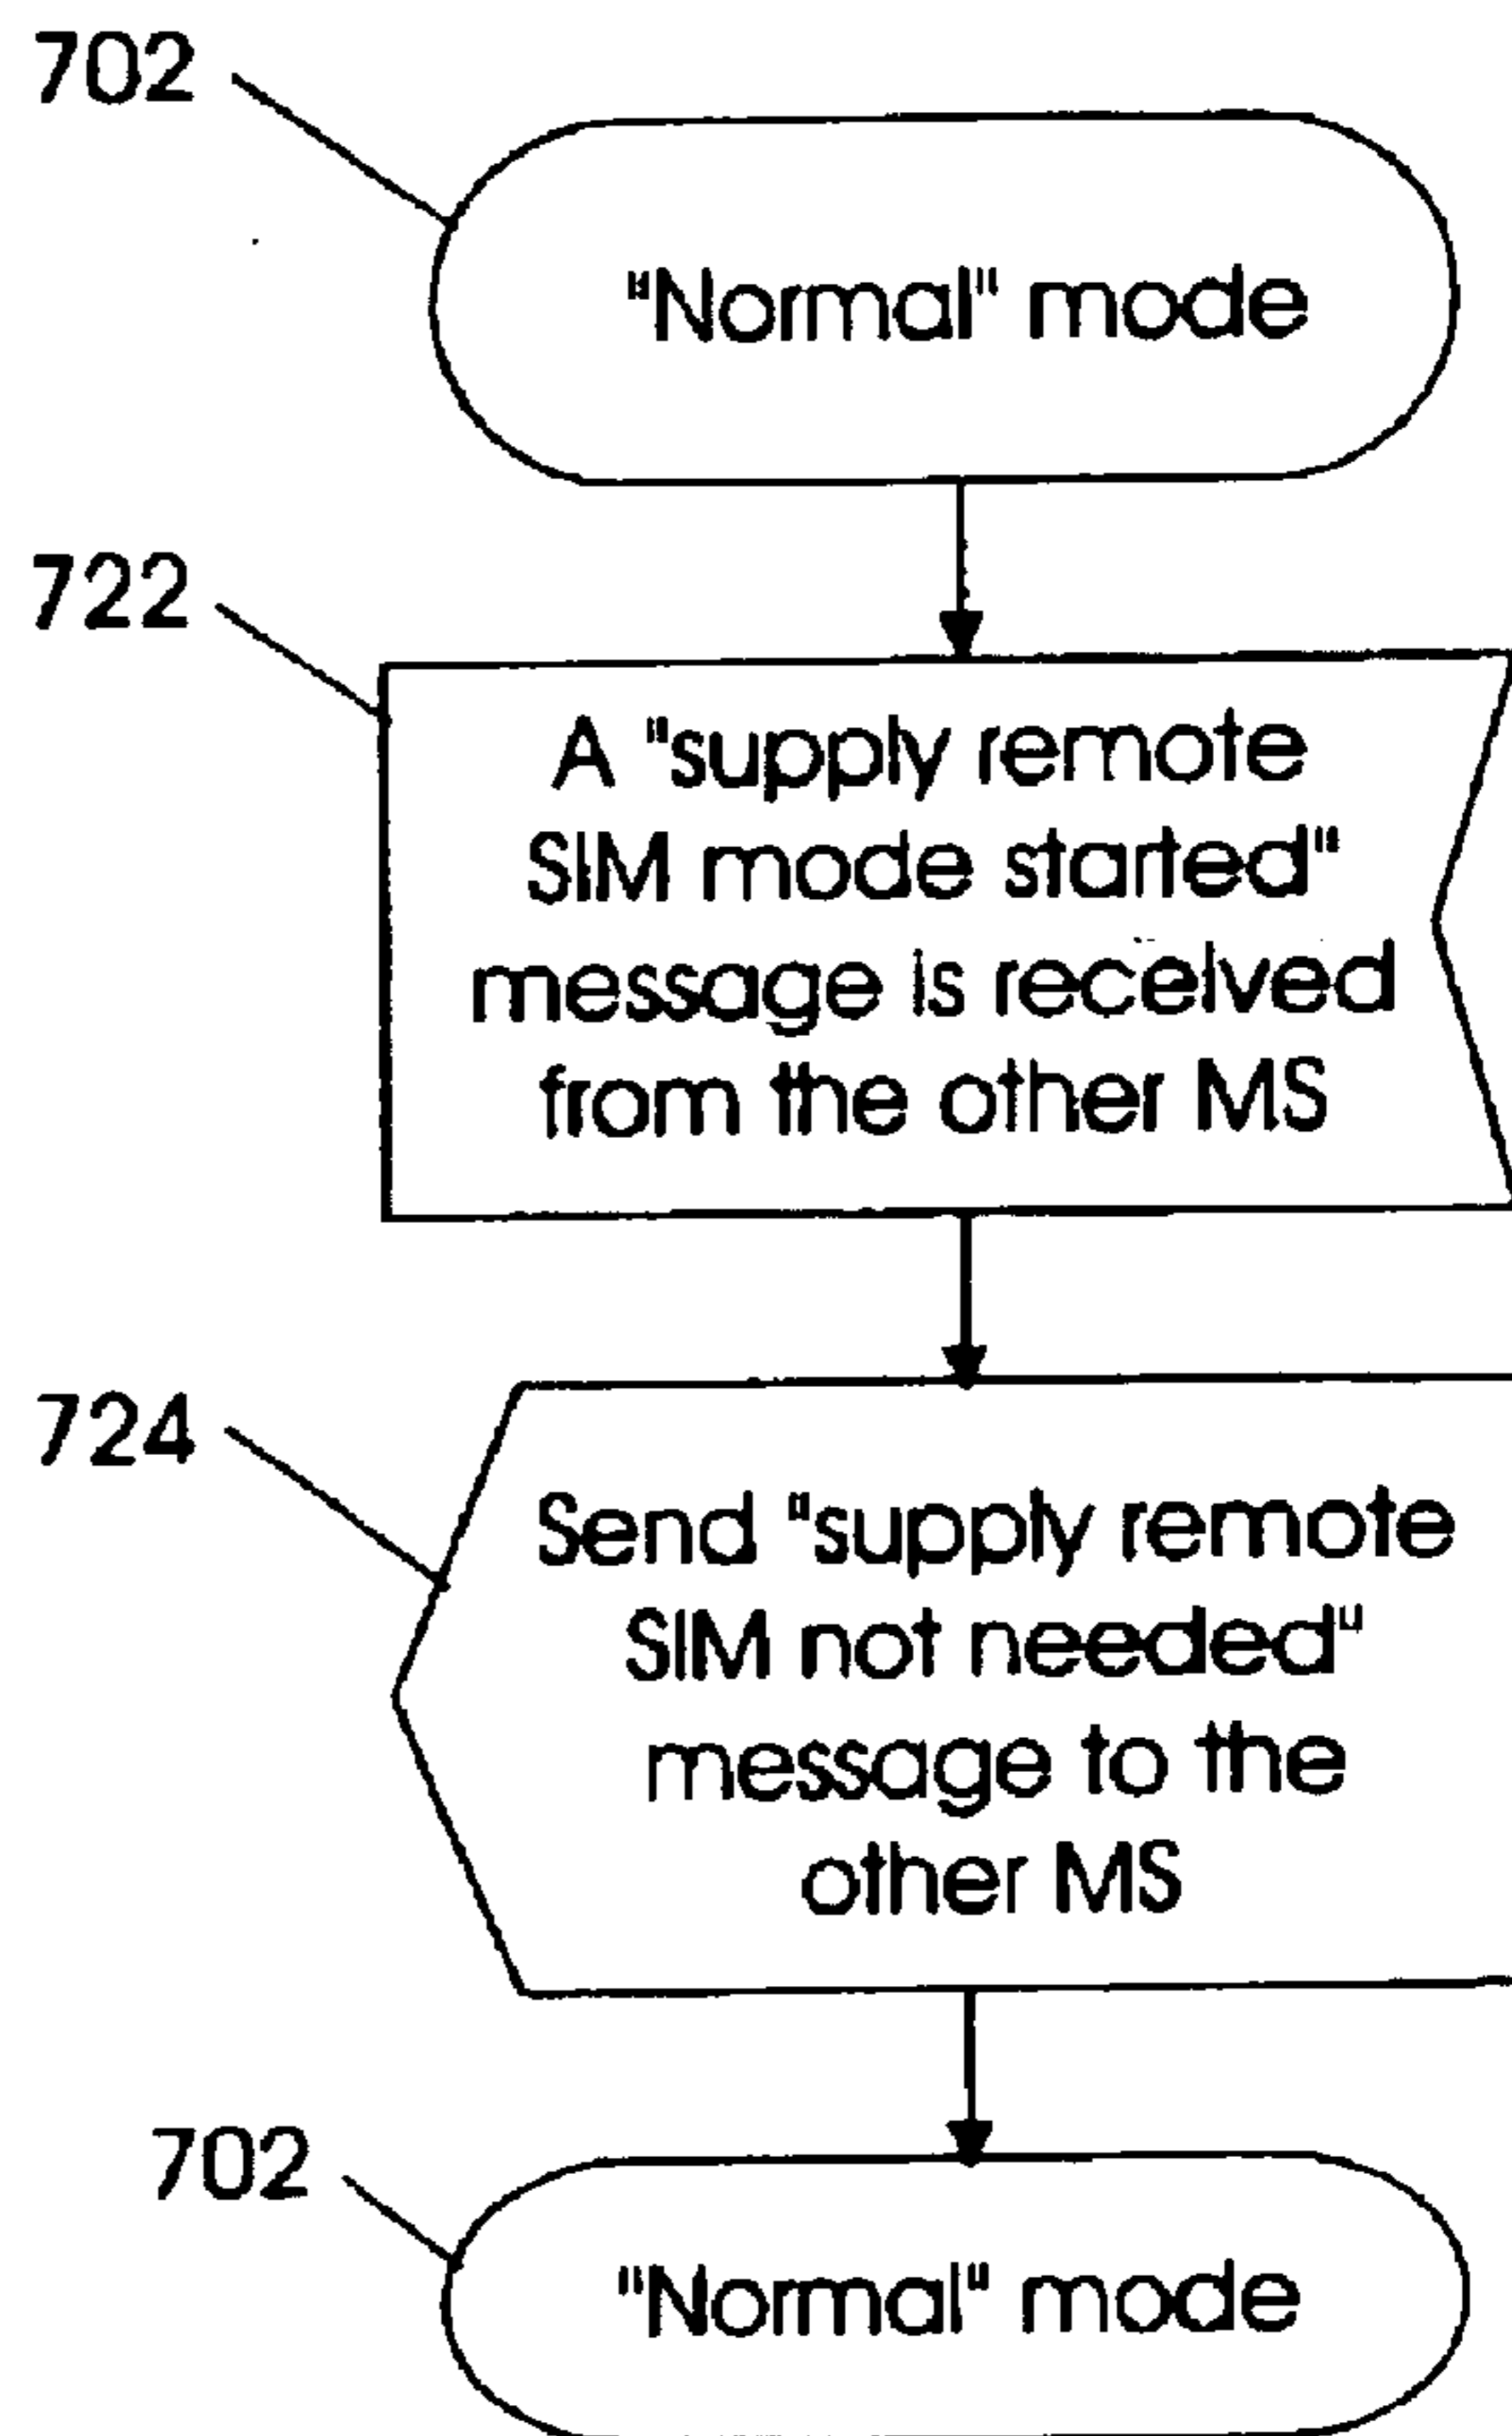 702
"Normal" mode
722
A "supply remote
SIM mode started"
message is received
from the other MS
724
Send "supply remote
SIM not needed"
message to the
other MS
702
"Normal" mode